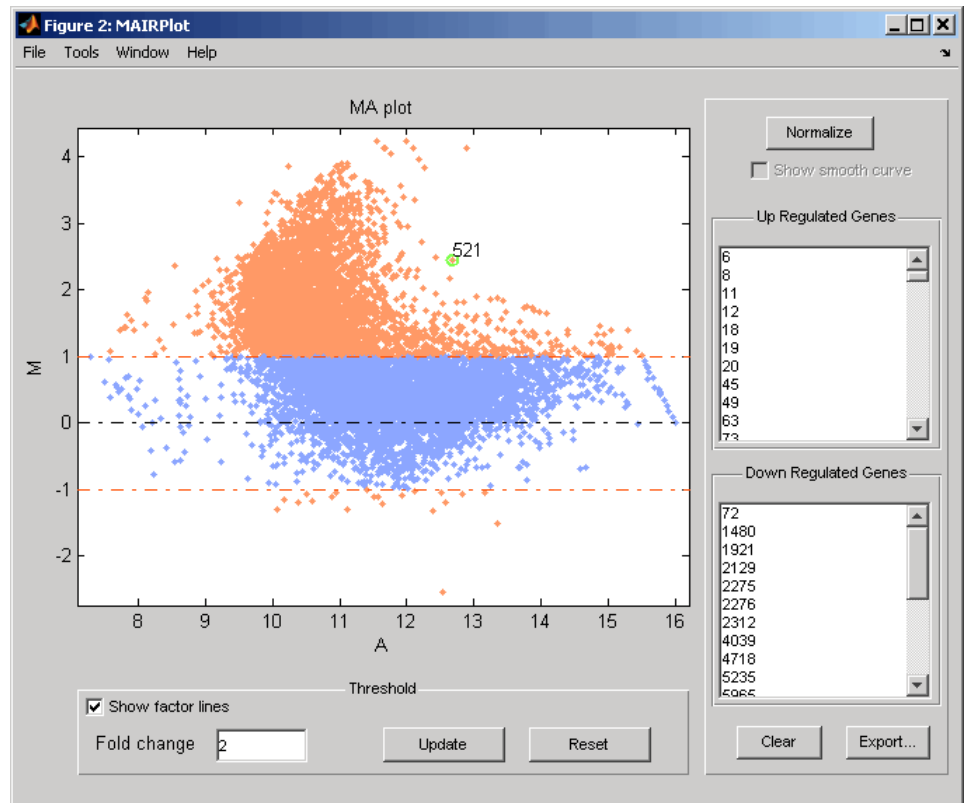 Figure 2: MAIRPlot
File Tools Window Help
MA plot
4
3
2
1
0
-1
-2
M
521
8 9 10 11 12 13 14 15 16
A
Threshold
Show factor lines
Fold change 2 Update Reset
Normalize
Show smooth curve
Up Regulated Genes
6
8
11
12
18
19
20
45
49
63
73
Down Regulated Genes
72
1480
1921
2129
2275
2276
2312
4039
4718
5235
5965
Clear Export...